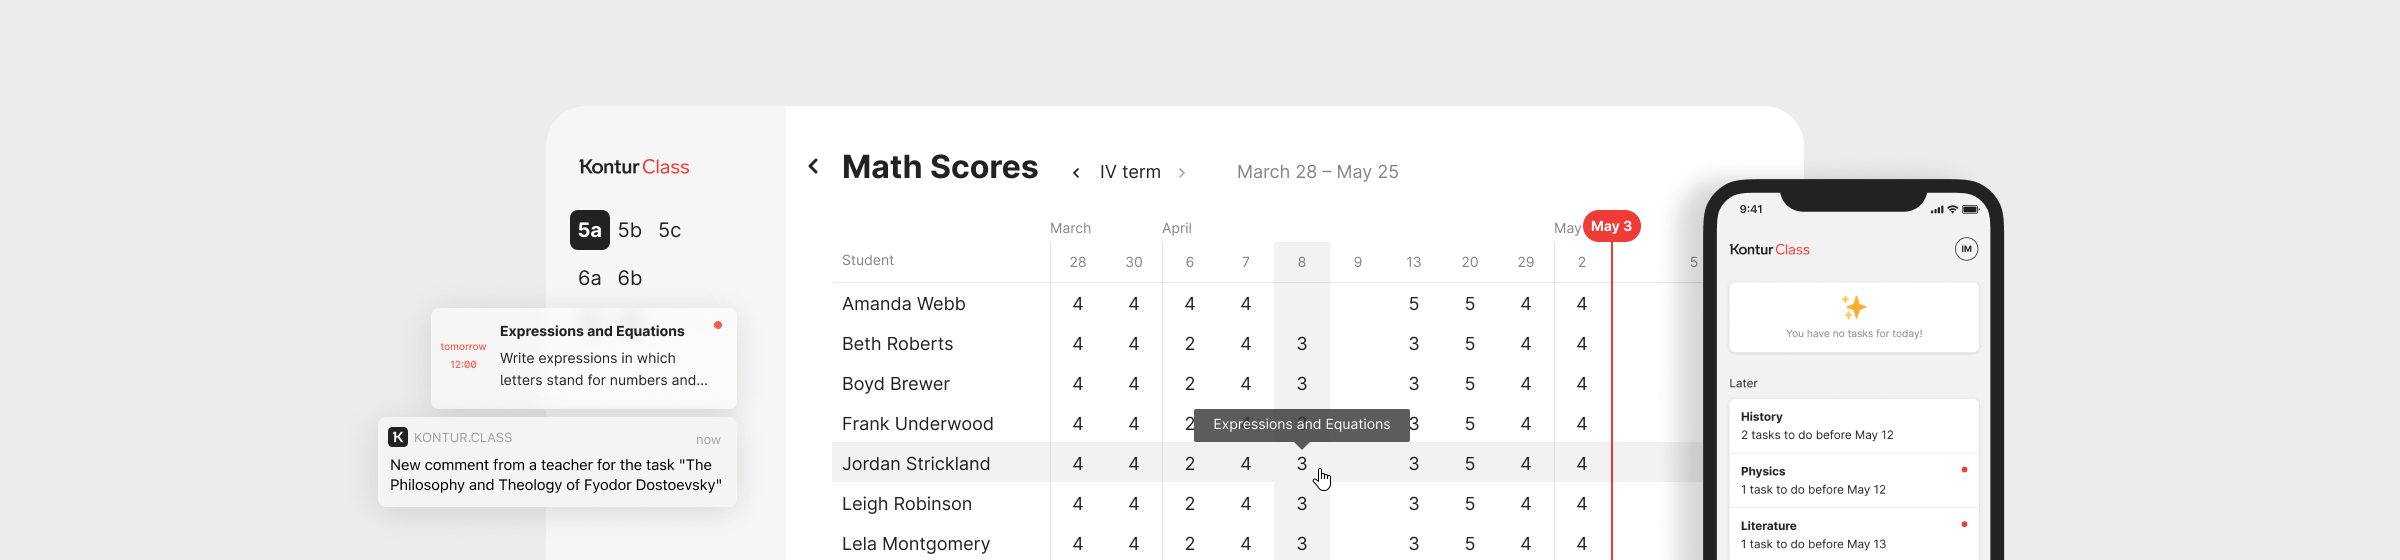 Kontur Class
5a 5b 5c
6a 6b
tomorrow
12:00
Expressions and Equations
Write expressions in which
letters stand for numbers and...
KONTUR.CLASS
now
New comment from a teacher for the task "The
Philosophy and Theology of Fyodor Dostoevsky"
Math Scores
IV term
March 28 – May 25
March April May May 3
Student 28 30 6 7 8 9 13 20 29 2 5
Amanda Webb 4 4 4 4 5 5 4 4
Beth Roberts 4 4 2 4 3 3 5 4 4
Boyd Brewer 4 4 2 4 3 3 5 4 4
Frank Underwood 4 4 2 3 5 4 4
Expressions and Equations
Jordan Strickland 4 4 2 4 3 3 5 4 4
Leigh Robinson 4 4 2 4 3 3 5 4 4
Lela Montgomery 4 4 2 4 3 3 5 4 4
9:41
Kontur Class
IM
You have no tasks for today!
Later
History
2 tasks to do before May 12
Physics
1 task to do before May 12
Literature
1 task to do before May 13